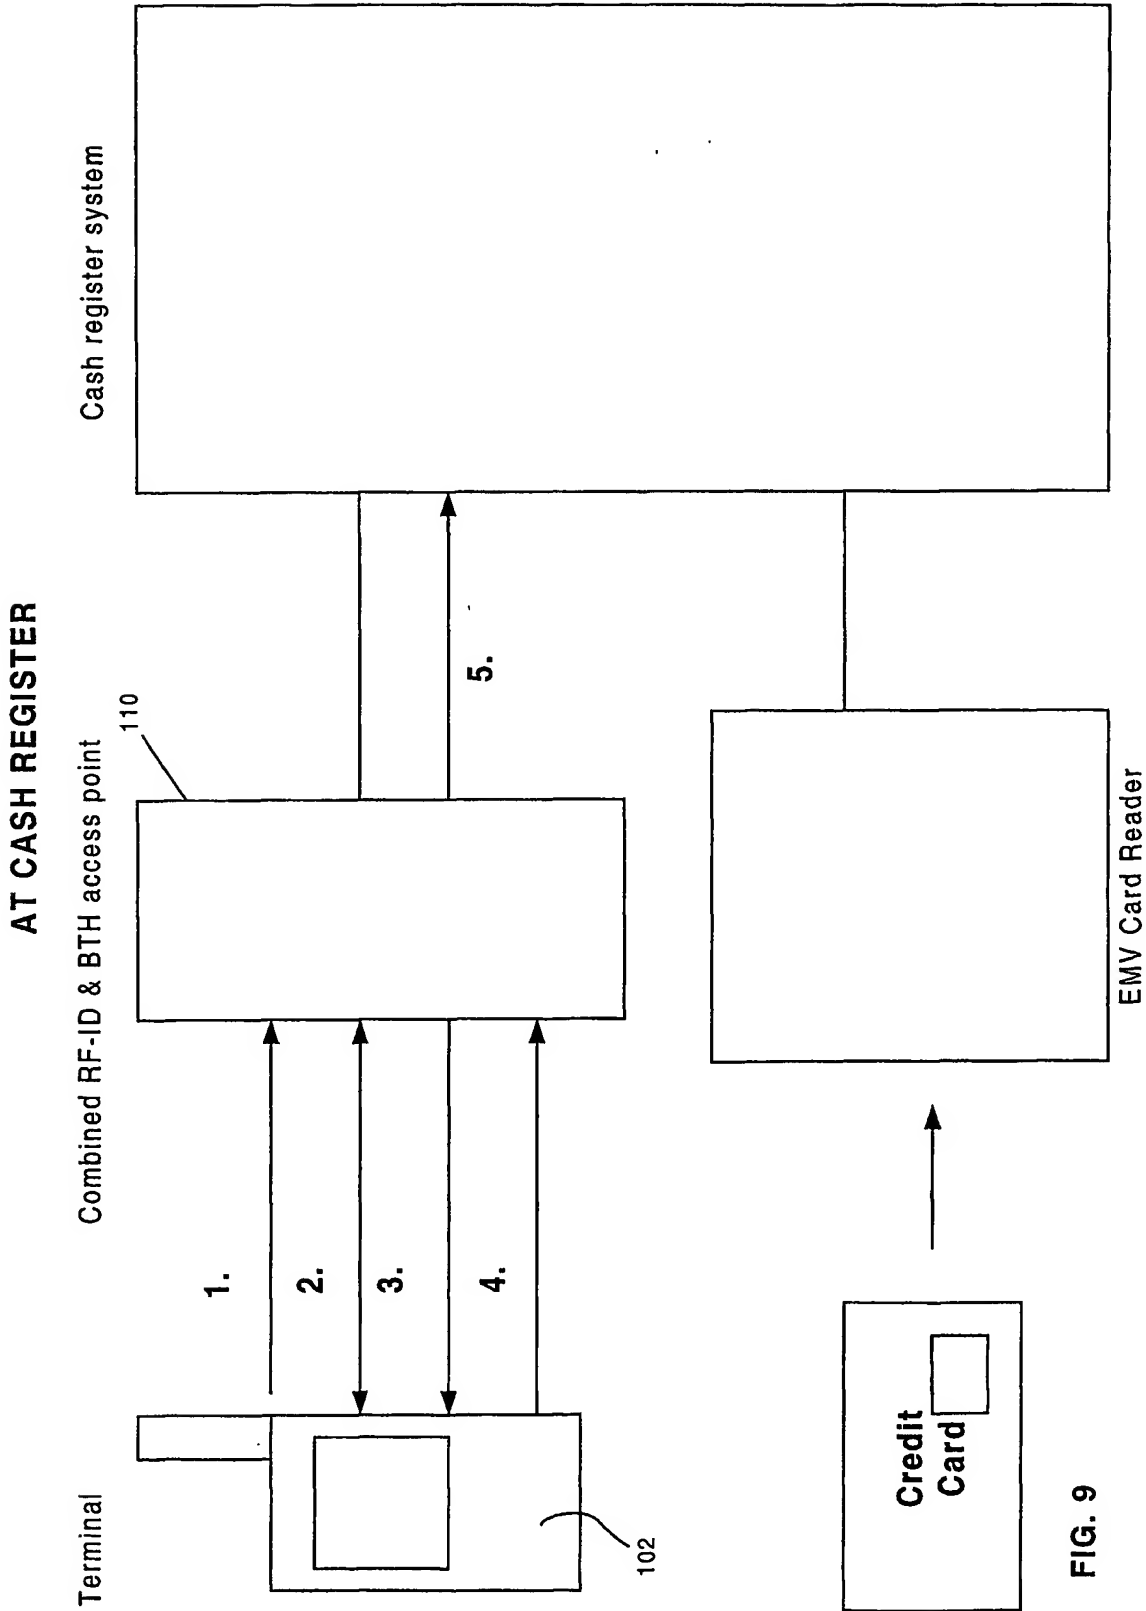 AT CASH REGISTER
Terminal
Combined RF-ID & BTH access point
Cash register system
110
1.
2.
3.
4.
5.
102
Credit
Card
EMV Card Reader
FIG. 9